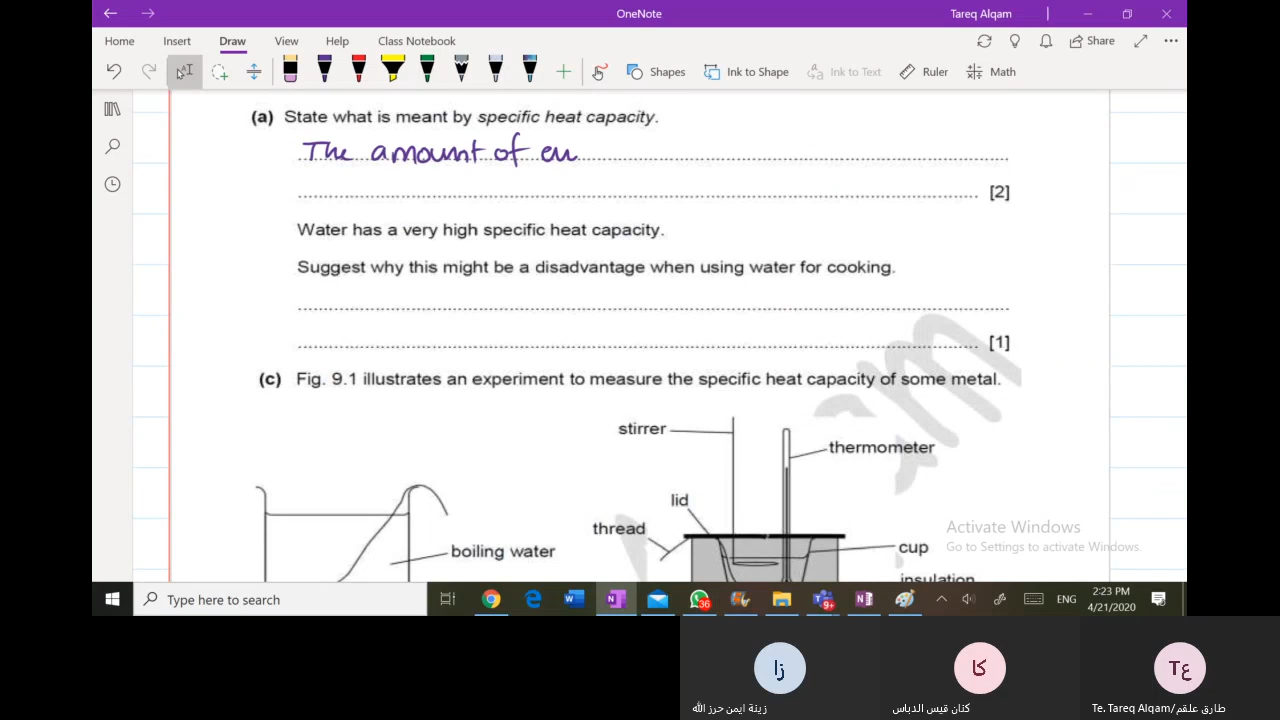 OneNote
Tareq Alqam
Home Insert Draw View Help Class Notebook
Share
Shapes Ink to Shape Ink to Text Ruler Math
(a) State what is meant by specific heat capacity.
The amount of en
[2]
Water has a very high specific heat capacity.
Suggest why this might be a disadvantage when using water for cooking.
[1]
(c) Fig. 9.1 illustrates an experiment to measure the specific heat capacity of some metal.
stirrer
thermometer
lid
thread
boiling water
cup
insulation
Activate Windows
Go to Settings to activate Windows.
Type here to search
36
9+
ENG
2:23 PM
4/21/2020
زا
كا
Tع
زينة ايمن حرز الله
كنان قيس الدباس
Te. Tareq Alqam/طارق علقم